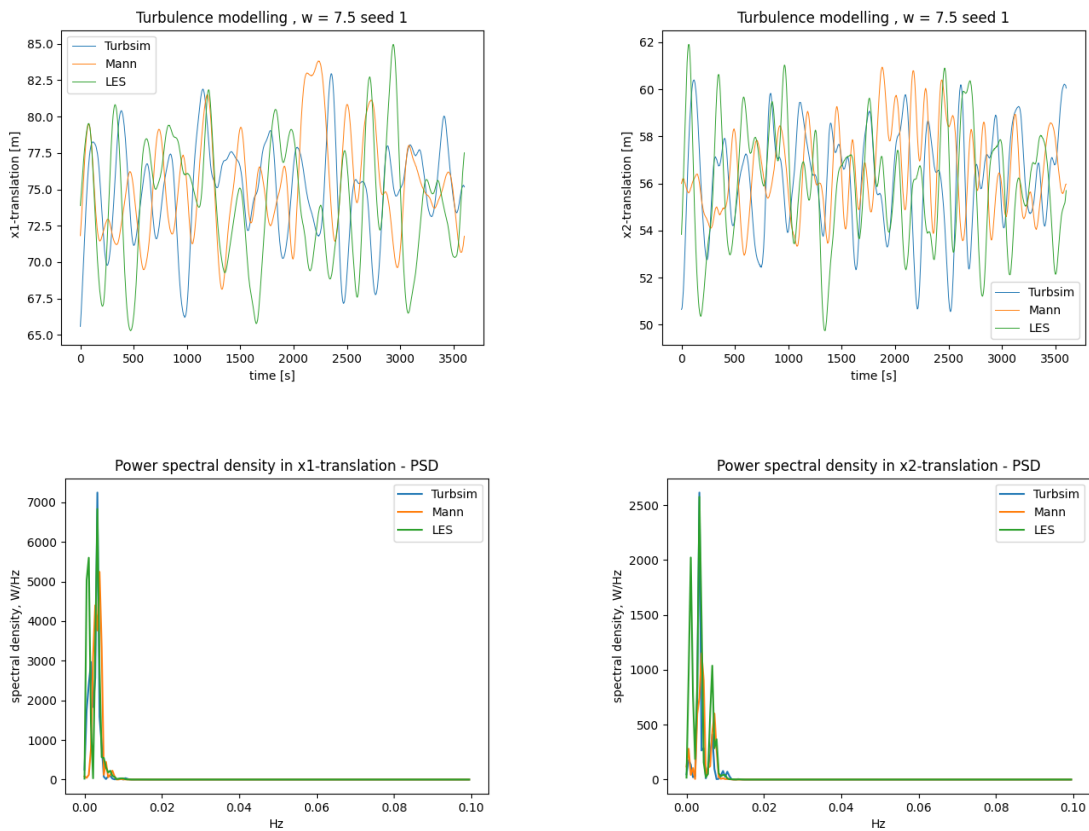 Turbulence modelling , w = 7.5 seed 1
85.0
82.5
80.0
77.5
75.0
72.5
70.0
67.5
65.0
x1-translation [m]
Turbsim
Mann
LES
0
500
1000
1500
2000
2500
3000
3500
time [s]
Turbulence modelling , w = 7.5 seed 1
62
60
58
56
54
52
50
x2-translation [m]
Turbsim
Mann
LES
0
500
1000
1500
2000
2500
3000
3500
time [s]
Power spectral density in x1-translation - PSD
7000
6000
5000
4000
3000
2000
1000
0
spectral density, W/Hz
Turbsim
Mann
LES
0.00
0.02
0.04
0.06
0.08
0.10
Hz
Power spectral density in x2-translation - PSD
2500
2000
1500
1000
500
0
spectral density, W/Hz
Turbsim
Mann
LES
0.00
0.02
0.04
0.06
0.08
0.10
Hz